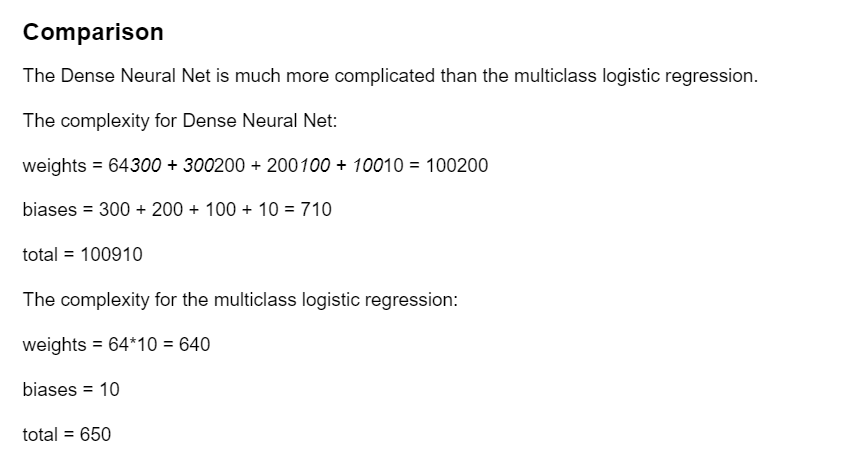 Comparison
The Dense Neural Net is much more complicated than the multiclass logistic regression.
The complexity for Dense Neural Net:
weights = 64300 + 300200 + 200100 + 10010 = 100200
biases = 300 + 200 + 100 + 10 = 710
total = 100910
The complexity for the multiclass logistic regression:
weights = 64*10 = 640
biases = 10
total = 650